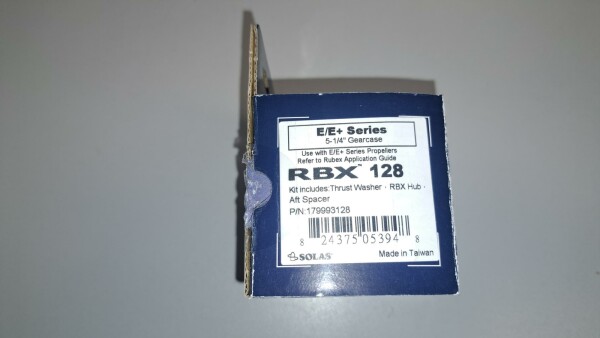 E/E+ Series
5-1/4" Gearcase
Use with E/E+ Series Propellers
Refer to Rubex Application Guide
RBX™ 128
Kit includes:Thrust Washer · RBX Hub ·
Aft Spacer
P/N:179993128
8 24375 05394 8
SOLAS Made in Taiwan